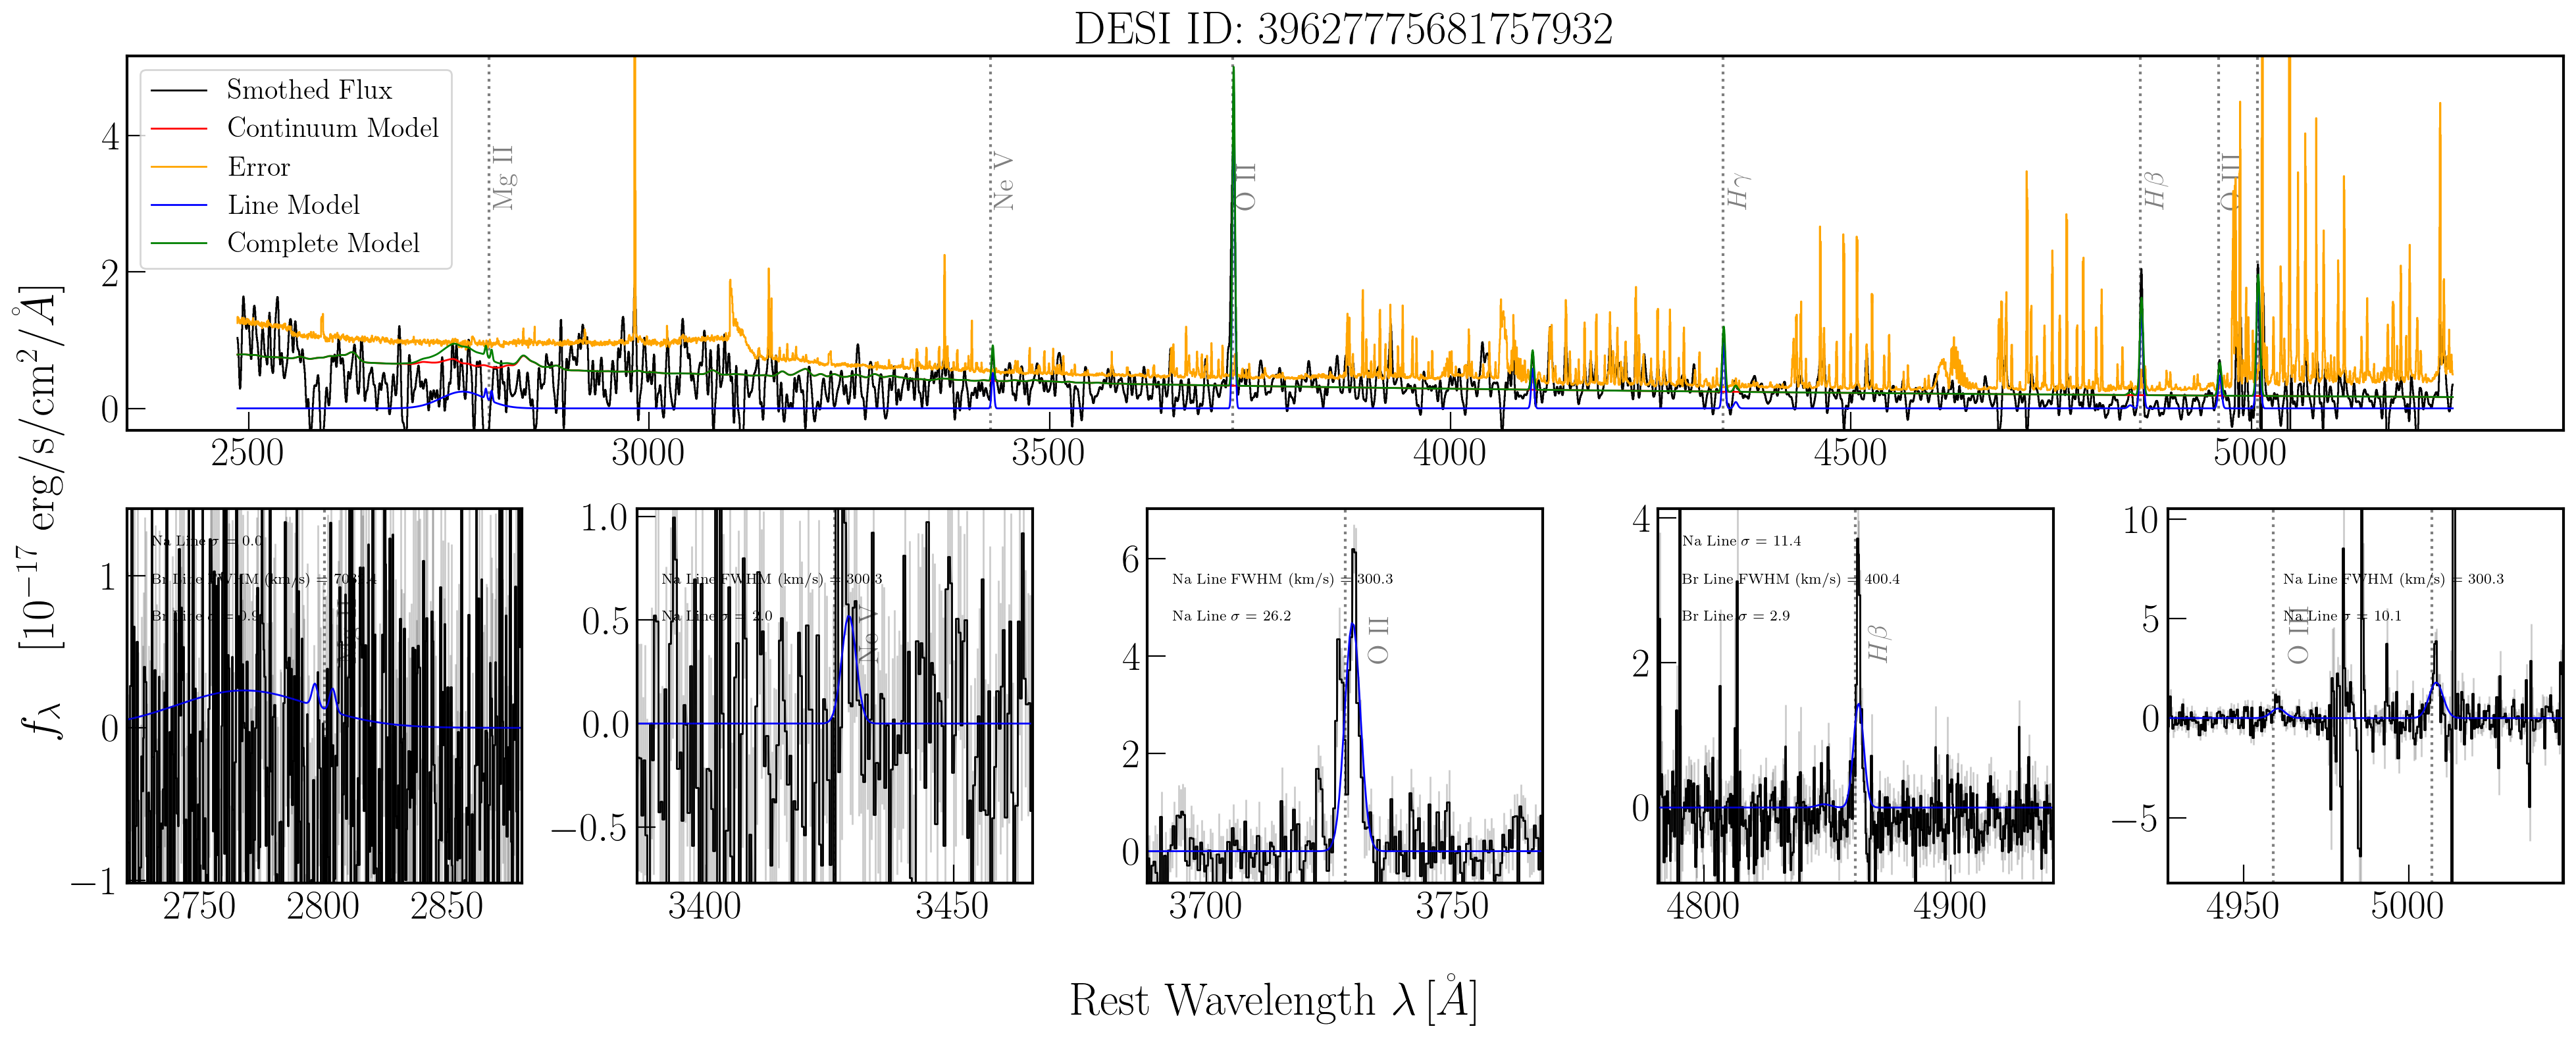 DESI ID: 39627775681757932
Smothed Flux
Continuum Model
Error
Line Model
Complete Model
Mg II
Ne V
O II
Hγ
Hβ
O III
4
2
0
2500 3000 3500 4000 4500 5000
f_λ [10^{-17} erg/s/cm²/Å]
Na Line σ = 0.0
Br Line σ = 0.9
1
0
−1
2750 2800 2850
Na Line FWHM (km/s) = 300.3
Na Line σ = 2.0
Ne V
1.0
0.5
0.0
−0.5
3400 3450
Na Line FWHM (km/s) = 300.3
Na Line σ = 26.2
O II
6
4
2
0
3700 3750
Na Line σ = 11.4
Br Line FWHM (km/s) = 400.4
Br Line σ = 2.9
Hβ
4
2
0
4800 4900
Na Line FWHM (km/s) = 300.3
Na Line σ = 10.1
O III
10
5
0
−5
4950 5000
Rest Wavelength λ [Å]